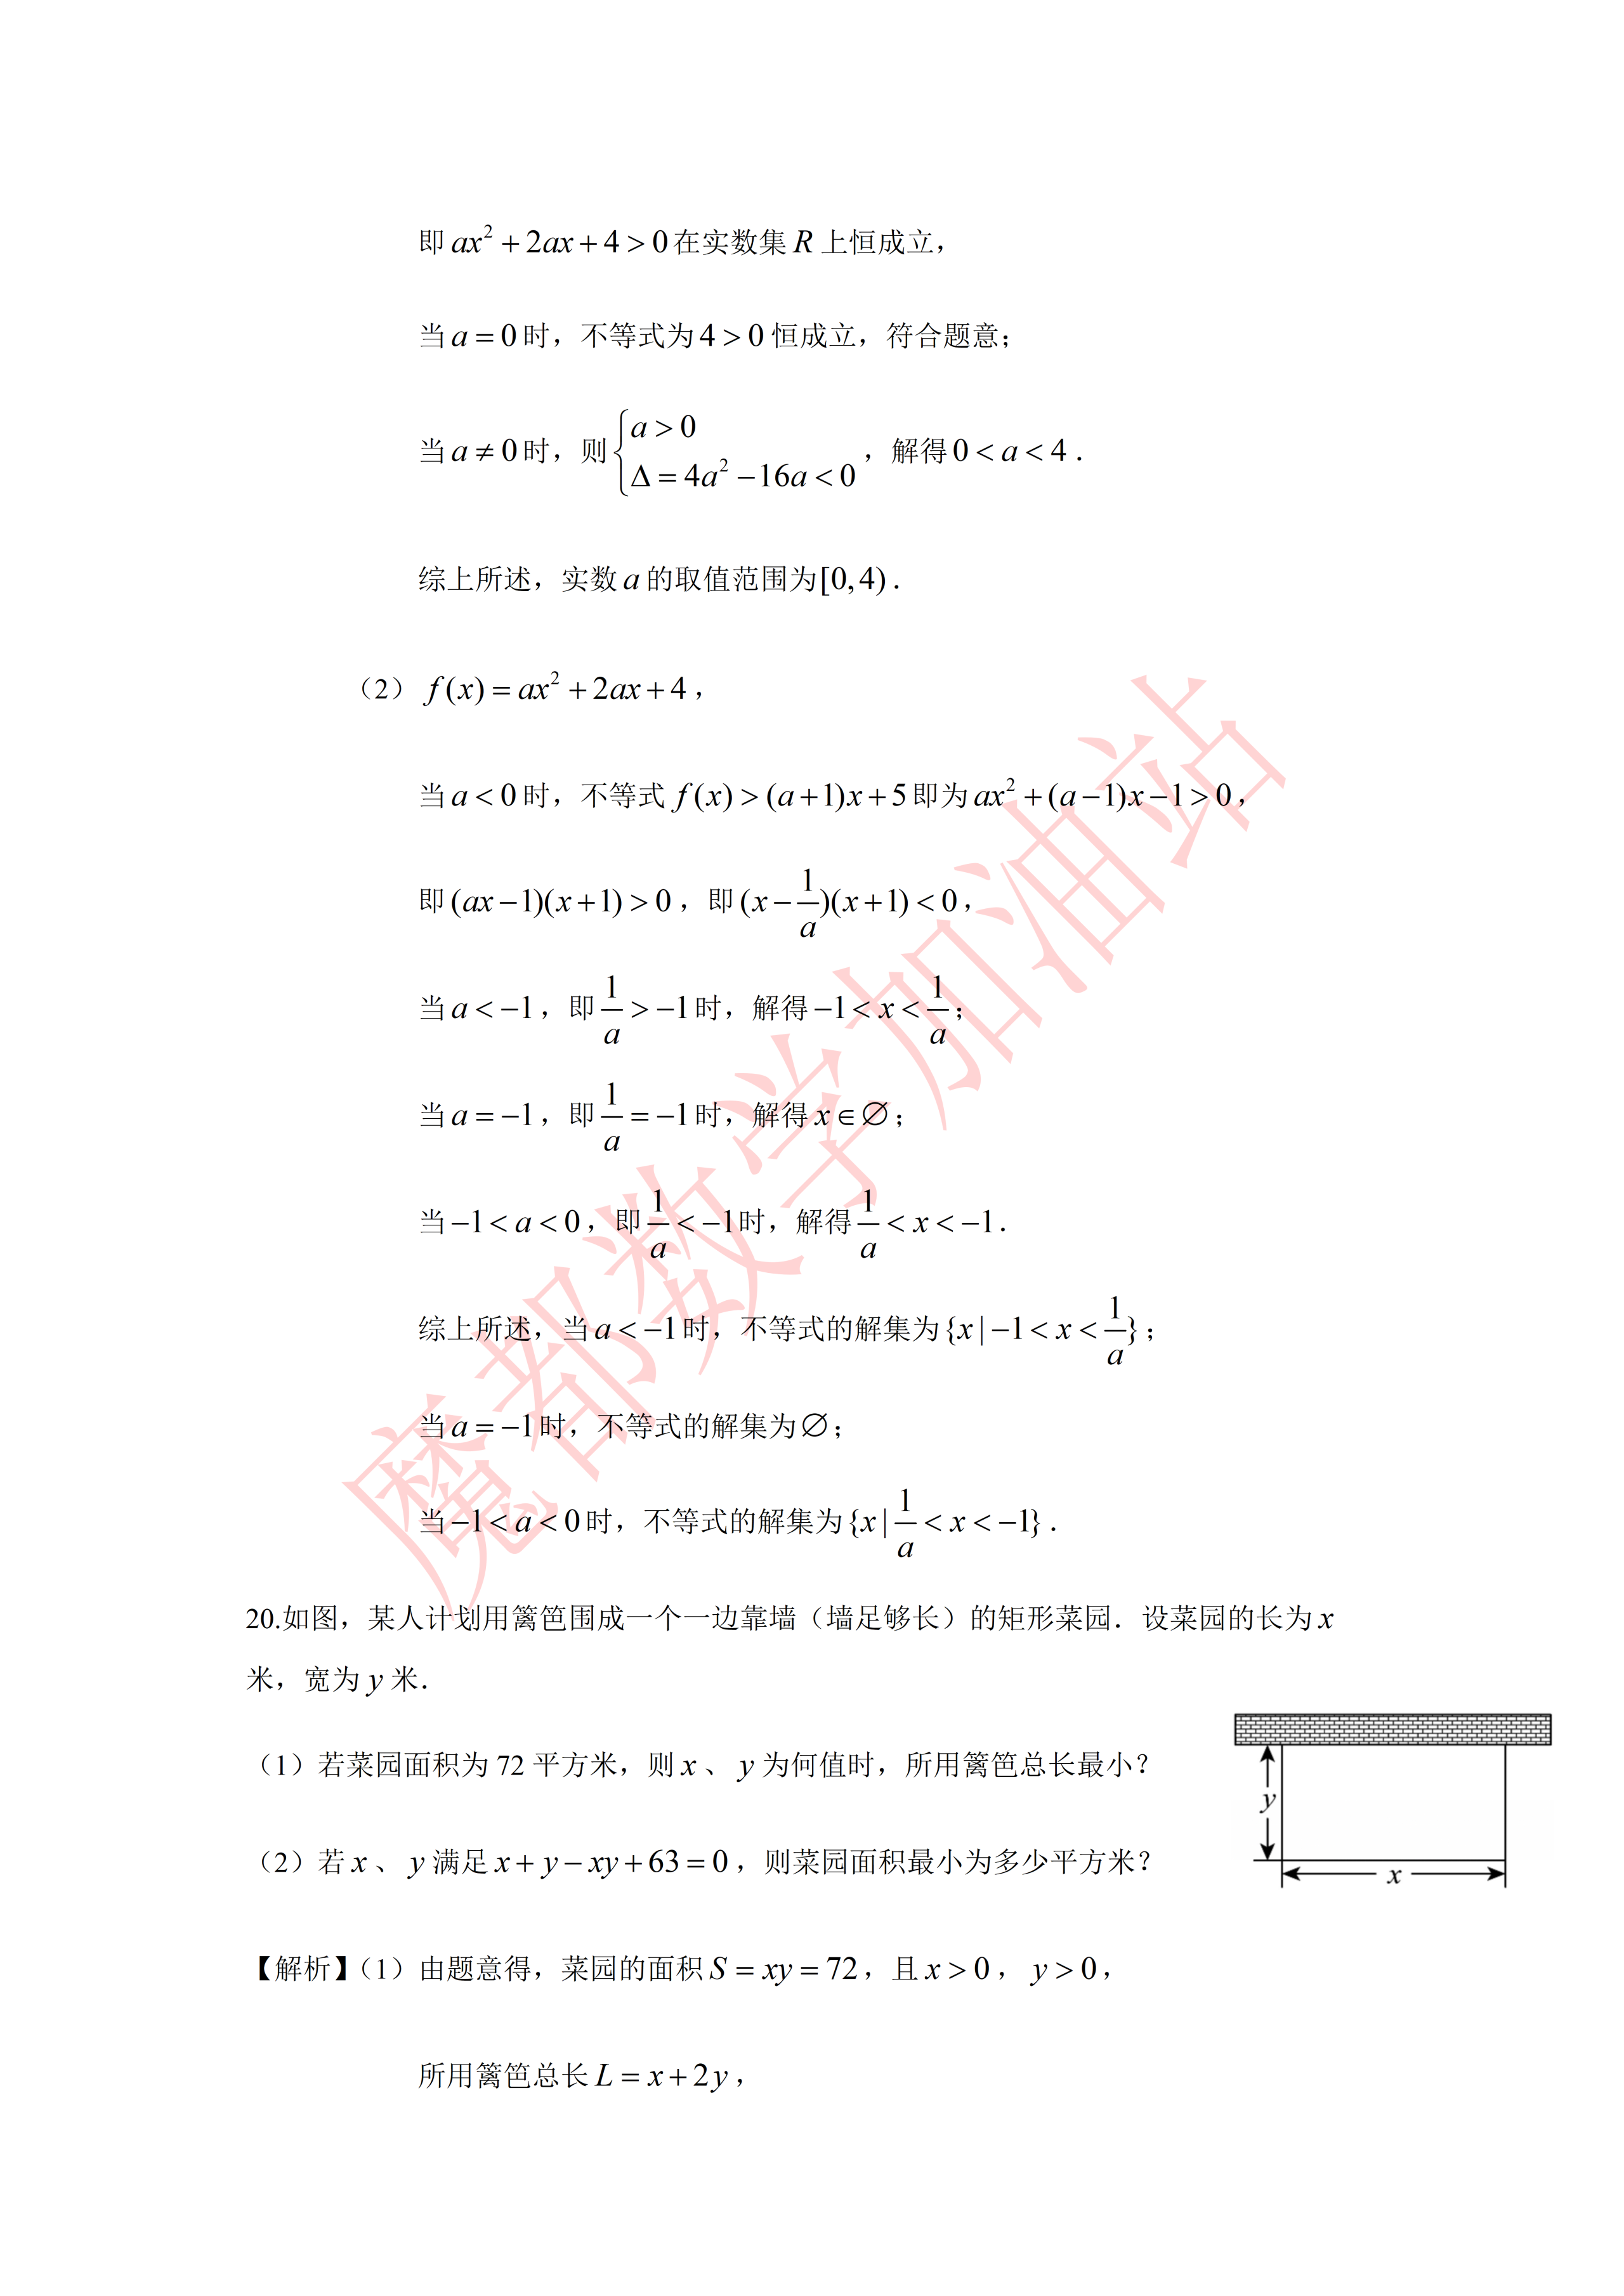 即 ax² + 2ax + 4 > 0 在实数集 R 上恒成立，
当 a = 0 时，不等式为 4 > 0 恒成立，符合题意；
当 a ≠ 0 时，则 { a > 0
Δ = 4a² − 16a < 0 ，解得 0 < a < 4．
综上所述，实数 a 的取值范围为[0, 4)．
（2） f(x) = ax² + 2ax + 4，
当 a < 0 时，不等式 f(x) > (a + 1)x + 5 即为 ax² + (a − 1)x − 1 > 0，
即 (ax − 1)(x + 1) > 0，即 (x − 1/a)(x + 1) < 0，
当 a < −1，即 1/a > −1 时，解得 −1 < x < 1/a；
当 a = −1，即 1/a = −1 时，解得 x ∈ ∅；
当 −1 < a < 0，即 1/a < −1 时，解得 1/a < x < −1．
综上所述，当 a < −1 时，不等式的解集为 {x | −1 < x < 1/a}；
当 a = −1 时，不等式的解集为 ∅；
当 −1 < a < 0 时，不等式的解集为 {x | 1/a < x < −1}．
20.如图，某人计划用篱笆围成一个一边靠墙（墙足够长）的矩形菜园．设菜园的长为 x
米，宽为 y 米．
（1）若菜园面积为 72 平方米，则 x 、 y 为何值时，所用篱笆总长最小？
（2）若 x 、 y 满足 x + y − xy + 63 = 0，则菜园面积最小为多少平方米？
y
x
【解析】（1）由题意得，菜园的面积 S = xy = 72，且 x > 0， y > 0，
所用篱笆总长 L = x + 2y，
魔都数学加油站